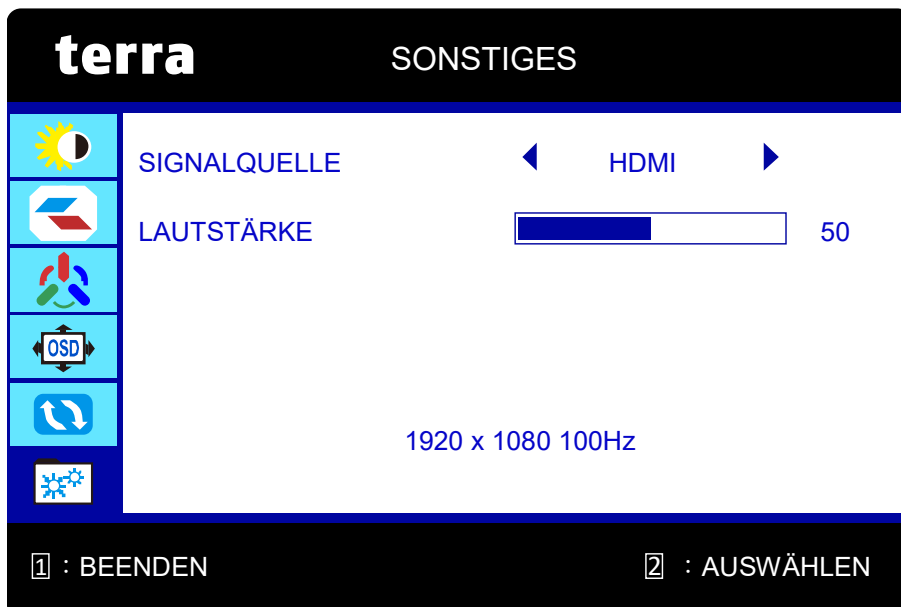 terra SONSTIGES
SIGNALQUELLE HDMI
LAUTSTÄRKE 50
OSD
1920 x 1080 100Hz
1 : BEENDEN 2 : AUSWÄHLEN